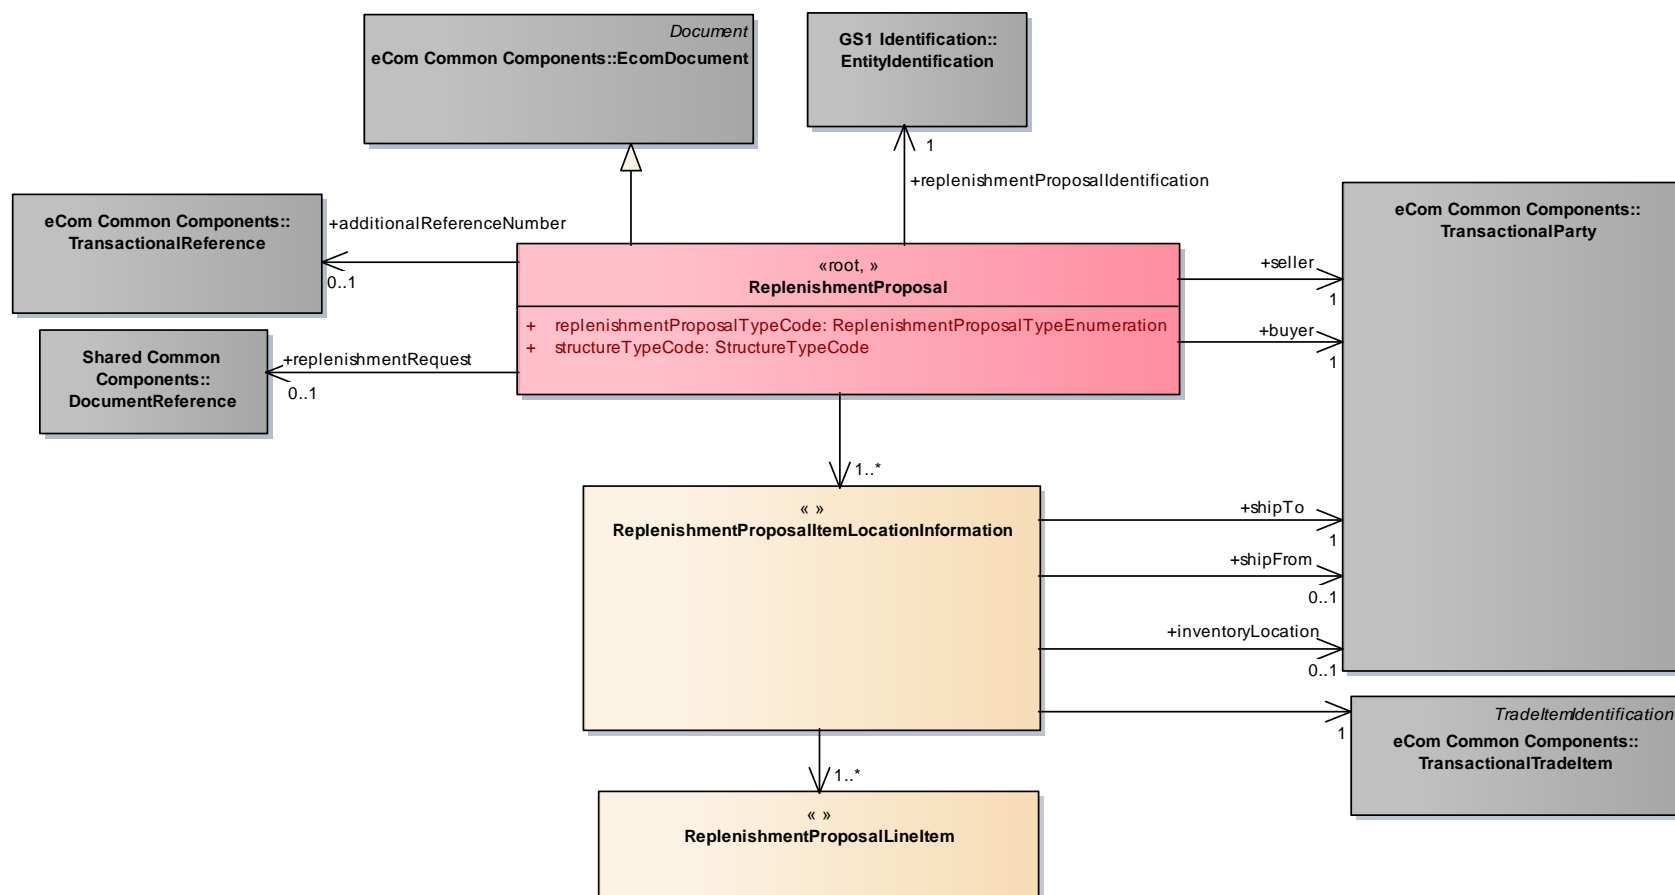 Document
eCom Common Components::EcomDocument
GS1 Identification::
EntityIdentification
1
+replenishmentProposalIdentification
eCom Common Components::
TransactionalReference
+additionalReferenceNumber
0..1
eCom Common Components::
TransactionalParty
«root, »
ReplenishmentProposal
+ replenishmentProposalTypeCode: ReplenishmentProposalTypeEnumeration
+ structureTypeCode: StructureTypeCode
+seller
1
+buyer
1
Shared Common
Components::
DocumentReference
+replenishmentRequest
0..1
1..*
« »
ReplenishmentProposalItemLocationInformation
+shipTo
1
+shipFrom
0..1
+inventoryLocation
0..1
1
TradeItemIdentification
eCom Common Components::
TransactionalTradeItem
1..*
« »
ReplenishmentProposalLineItem